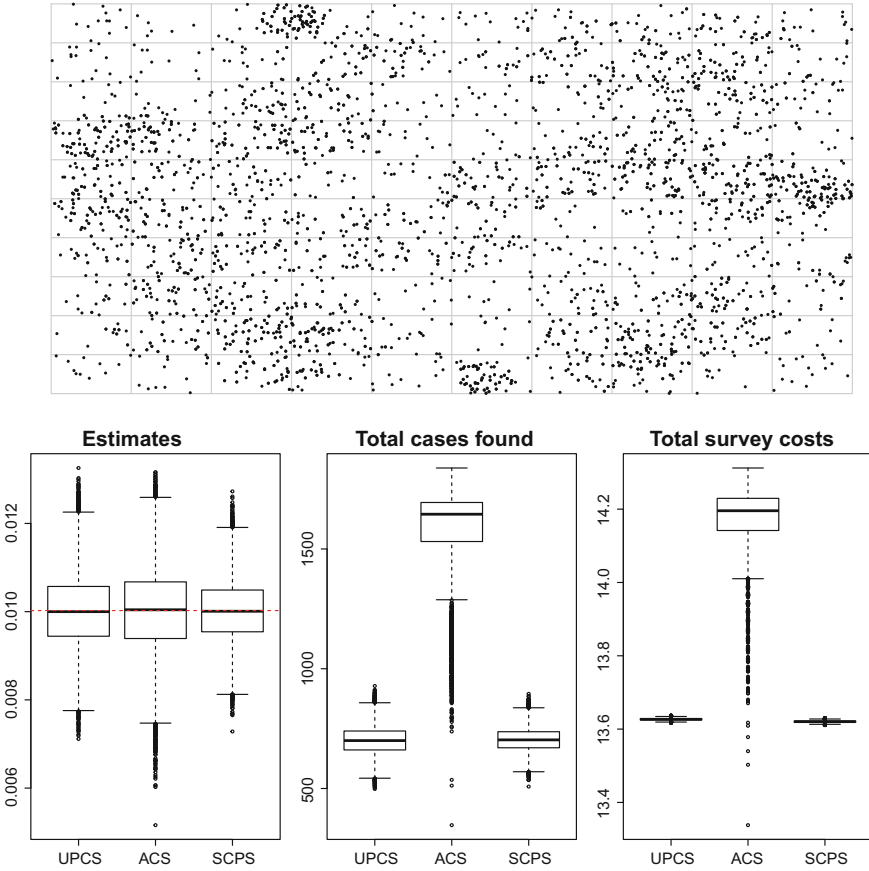 Estimates
0.012
0.010
0.008
0.006
UPCS ACS SCPS
Total cases found
1500
1000
500
UPCS ACS SCPS
Total survey costs
14.2
14.0
13.8
13.6
13.4
UPCS ACS SCPS